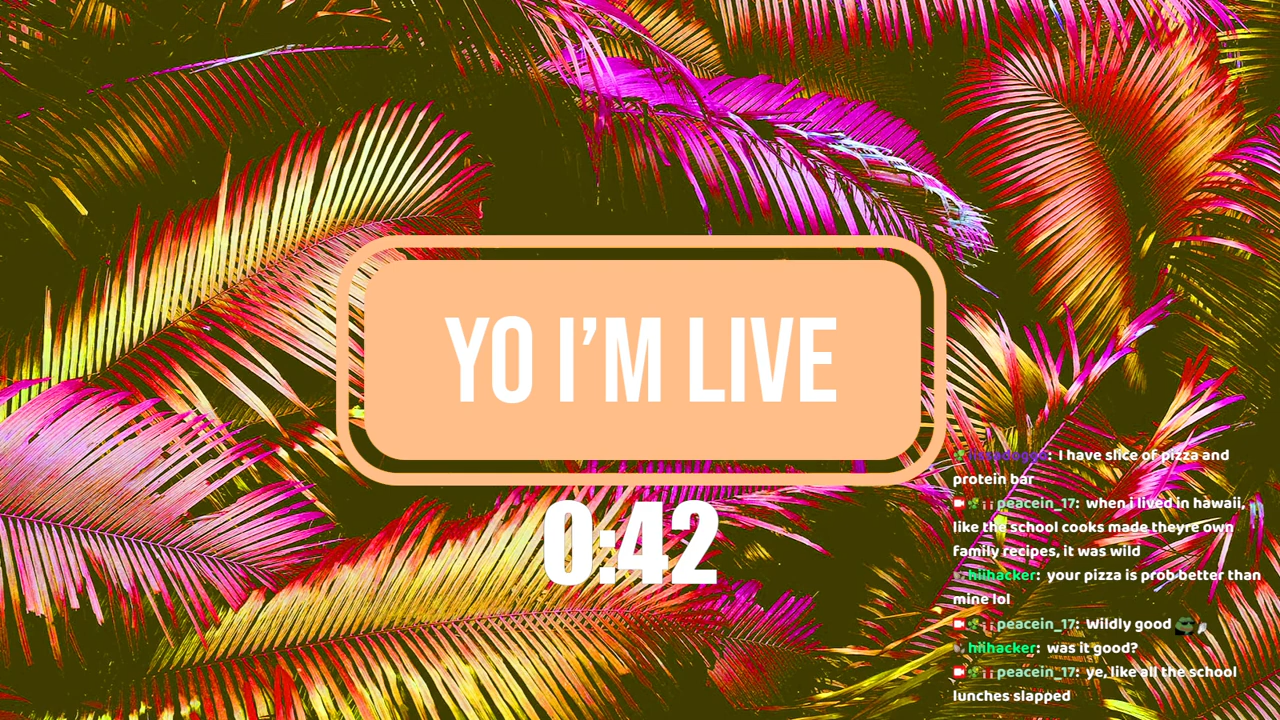 YO I’M LIVE
0:42
: I have slice of pizza and
protein bar
peacein_17: when i lived in hawaii,
like the school cooks made theyre own
family recipes, it was wild
hiihacker: your pizza is prob better than
mine lol
peacein_17: Wildly good
hiihacker: was it good?
peacein_17: ye, like all the school
lunches slapped